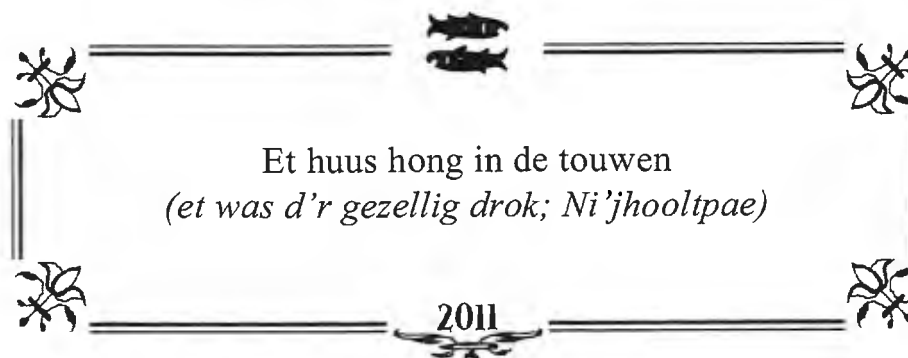 Et huus hong in de touwen
(et was d'r gezellig drok; Ni'jhooltpae)
2011